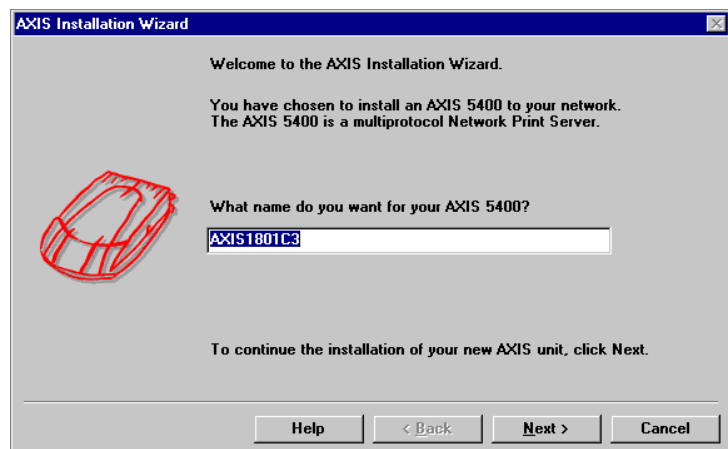 AXIS Installation Wizard
Welcome to the AXIS Installation Wizard.
You have chosen to install an AXIS 5400 to your network.
The AXIS 5400 is a multiprotocol Network Print Server.
What name do you want for your AXIS 5400?
AXIS1801C3
To continue the installation of your new AXIS unit, click Next.
Help < Back Next > Cancel